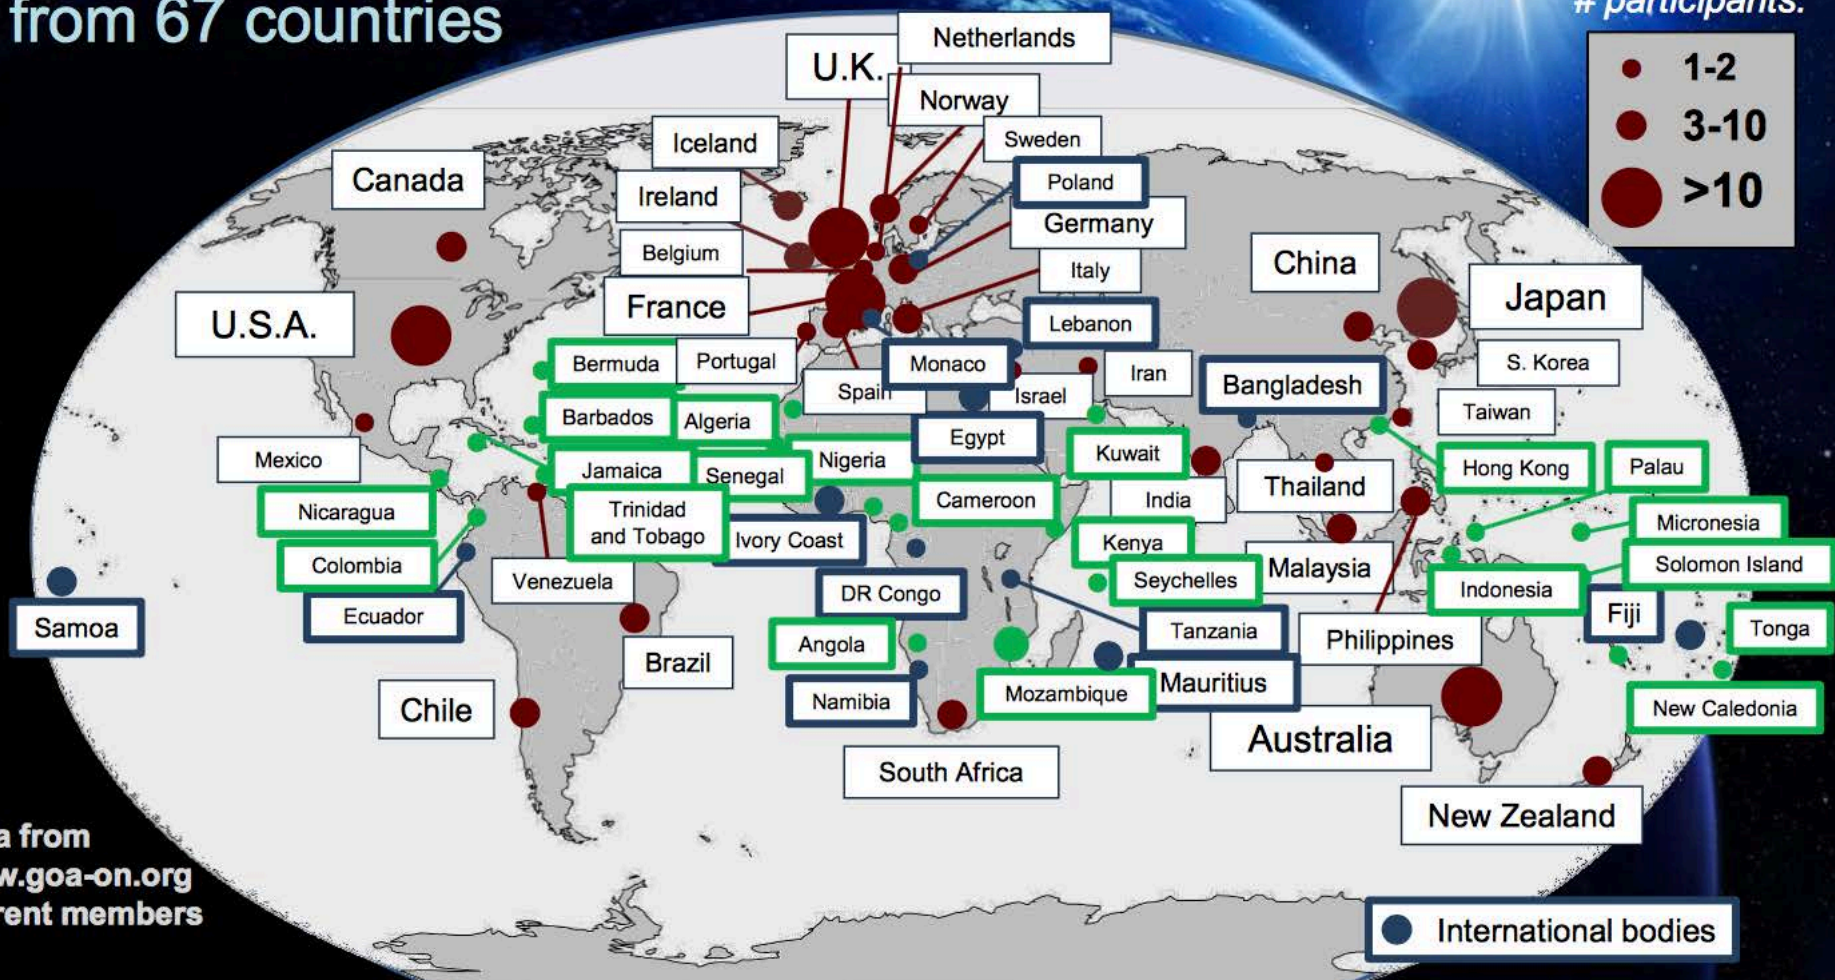 from 67 countries
# participants:
1-2
3-10
>10
Netherlands
U.K.
Norway
Iceland
Sweden
Canada
Poland
Ireland
Germany
Belgium
Italy
China
France
Japan
U.S.A.
Lebanon
Bermuda
Portugal
Monaco
Iran
S. Korea
Spain
Israel
Bangladesh
Taiwan
Barbados
Algeria
Egypt
Mexico
Jamaica
Senegal
Nigeria
Kuwait
Hong Kong
Palau
Nicaragua
Trinidad
and Tobago
Cameroon
India
Thailand
Micronesia
Colombia
Ivory Coast
Kenya
Solomon Island
Venezuela
DR Congo
Seychelles
Malaysia
Indonesia
Samoa
Ecuador
Tanzania
Fiji
Tonga
Brazil
Angola
Philippines
Chile
Namibia
Mozambique
Mauritius
New Caledonia
Australia
South Africa
New Zealand
a from
w.goa-on.org
rent members
International bodies